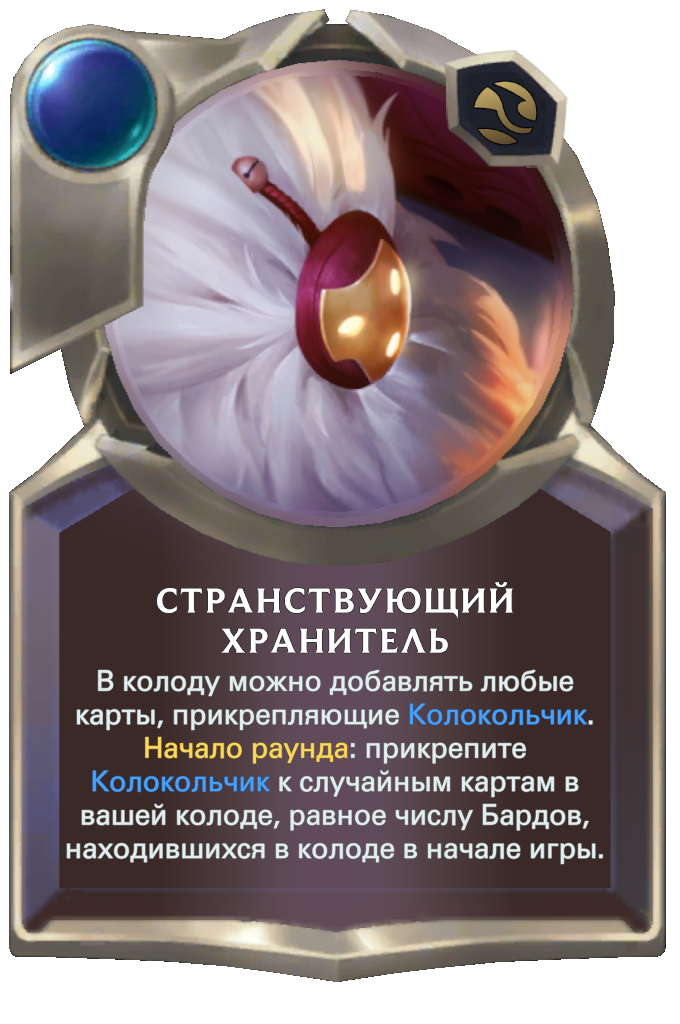 СТРАНСТВУЮЩИЙ
ХРАНИТЕЛЬ
В колоду можно добавлять любые
карты, прикрепляющие Колокольчик.
Начало раунда: прикрепите
Колокольчик к случайным картам в
вашей колоде, равное числу Бардов,
находившихся в колоде в начале игры.